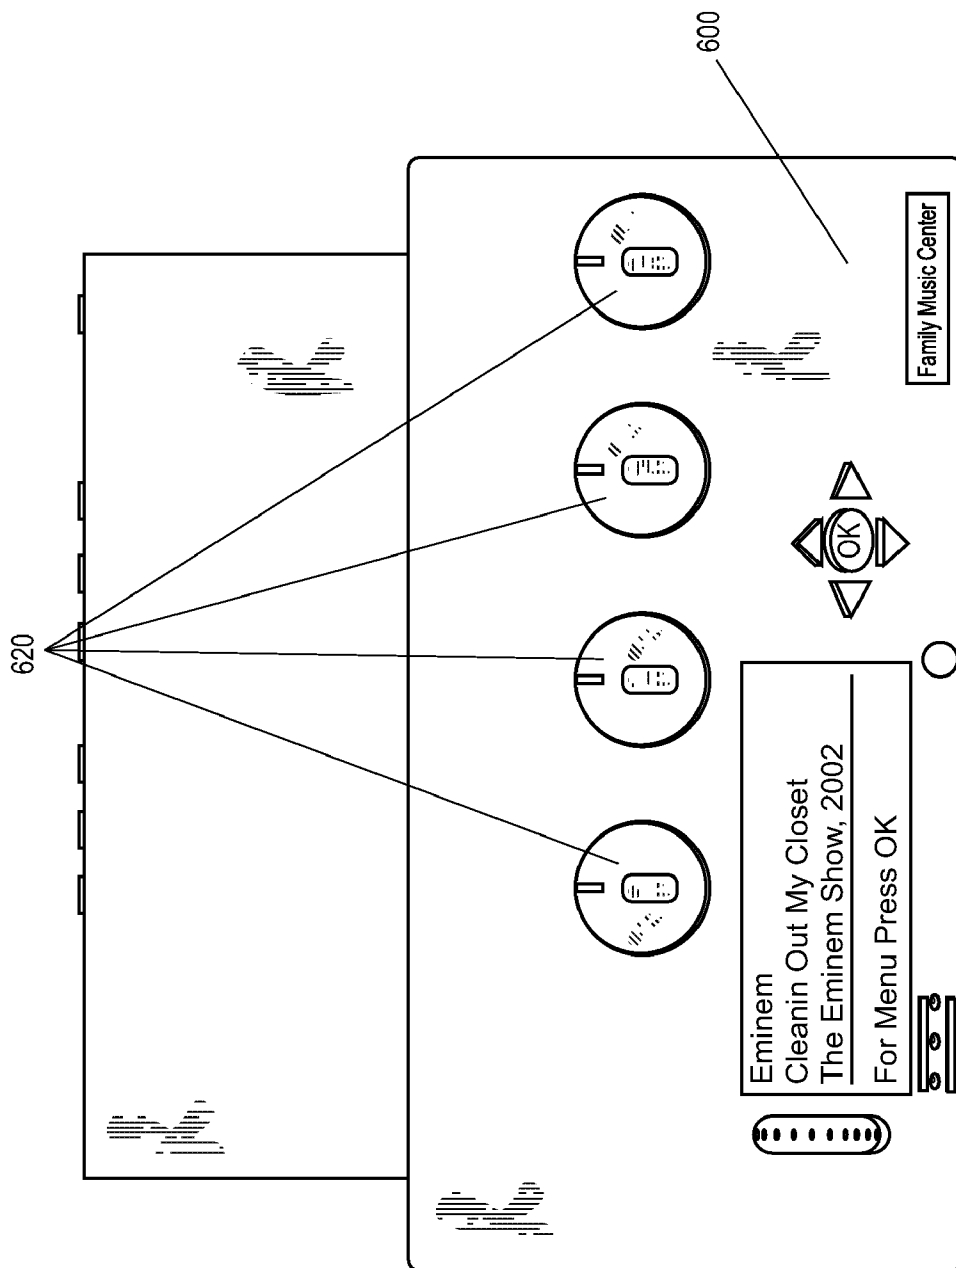 620
600
Eminem
Cleanin Out My Closet
The Eminem Show, 2002
For Menu Press OK
OK
Family Music Center